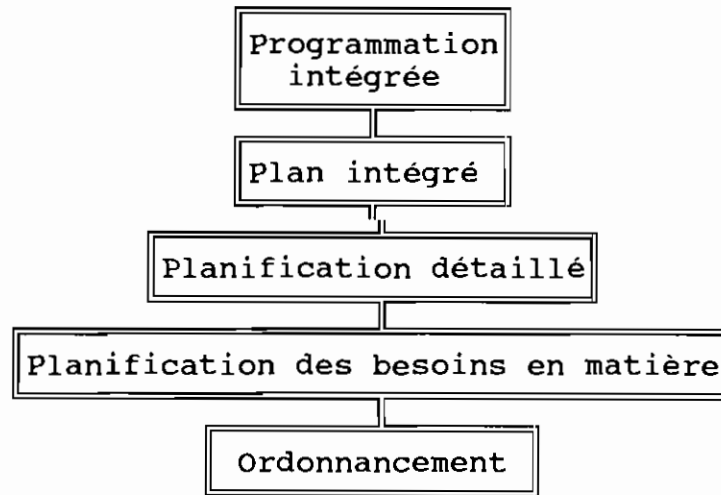 Programmation
intégrée
Plan intégré
Planification détaillé
Planification des besoins en matière
Ordonnancement